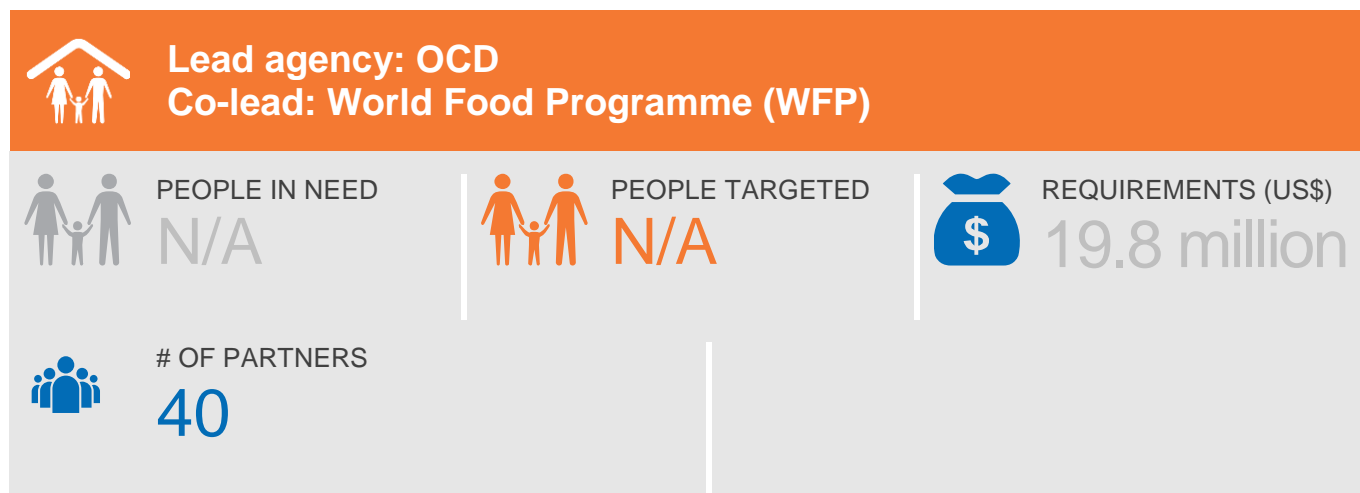 Lead agency: OCD
Co-lead: World Food Programme (WFP)
PEOPLE IN NEED
N/A
PEOPLE TARGETED
N/A
$
REQUIREMENTS (US$)
19.8 million
# OF PARTNERS
40